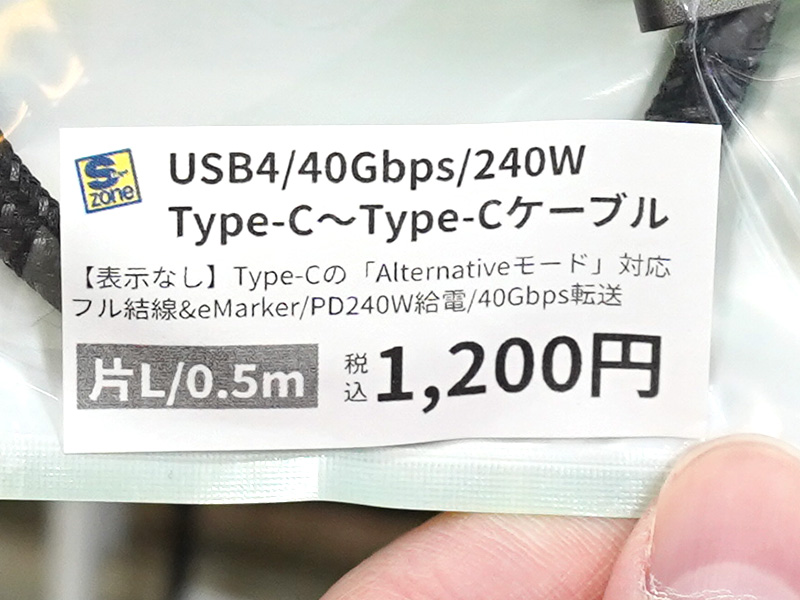 S
zone
USB4/40Gbps/240W
Type-C〜Type-Cケーブル
【表示なし】Type-Cの「Alternativeモード」対応
フル結線&eMarker/PD240W給電/40Gbps転送
片L/0.5m
税込1,200円